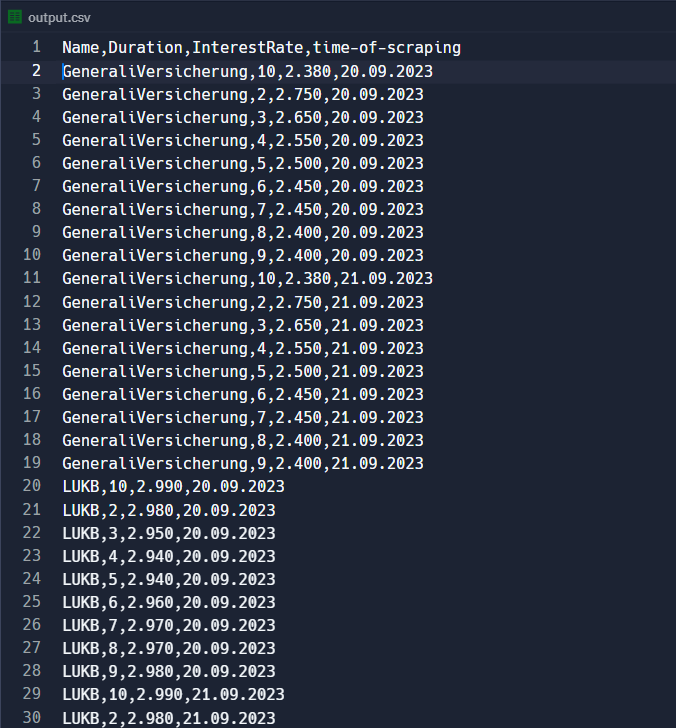 output.csv
1 Name,Duration,InterestRate,time-of-scraping
2 GeneraliVersicherung,10,2.380,20.09.2023
3 GeneraliVersicherung,2,2.750,20.09.2023
4 GeneraliVersicherung,3,2.650,20.09.2023
5 GeneraliVersicherung,4,2.550,20.09.2023
6 GeneraliVersicherung,5,2.500,20.09.2023
7 GeneraliVersicherung,6,2.450,20.09.2023
8 GeneraliVersicherung,7,2.450,20.09.2023
9 GeneraliVersicherung,8,2.400,20.09.2023
10 GeneraliVersicherung,9,2.400,20.09.2023
11 GeneraliVersicherung,10,2.380,21.09.2023
12 GeneraliVersicherung,2,2.750,21.09.2023
13 GeneraliVersicherung,3,2.650,21.09.2023
14 GeneraliVersicherung,4,2.550,21.09.2023
15 GeneraliVersicherung,5,2.500,21.09.2023
16 GeneraliVersicherung,6,2.450,21.09.2023
17 GeneraliVersicherung,7,2.450,21.09.2023
18 GeneraliVersicherung,8,2.400,21.09.2023
19 GeneraliVersicherung,9,2.400,21.09.2023
20 LUKB,10,2.990,20.09.2023
21 LUKB,2,2.980,20.09.2023
22 LUKB,3,2.950,20.09.2023
23 LUKB,4,2.940,20.09.2023
24 LUKB,5,2.940,20.09.2023
25 LUKB,6,2.960,20.09.2023
26 LUKB,7,2.970,20.09.2023
27 LUKB,8,2.970,20.09.2023
28 LUKB,9,2.980,20.09.2023
29 LUKB,10,2.990,21.09.2023
30 LUKB,2,2.980,21.09.2023